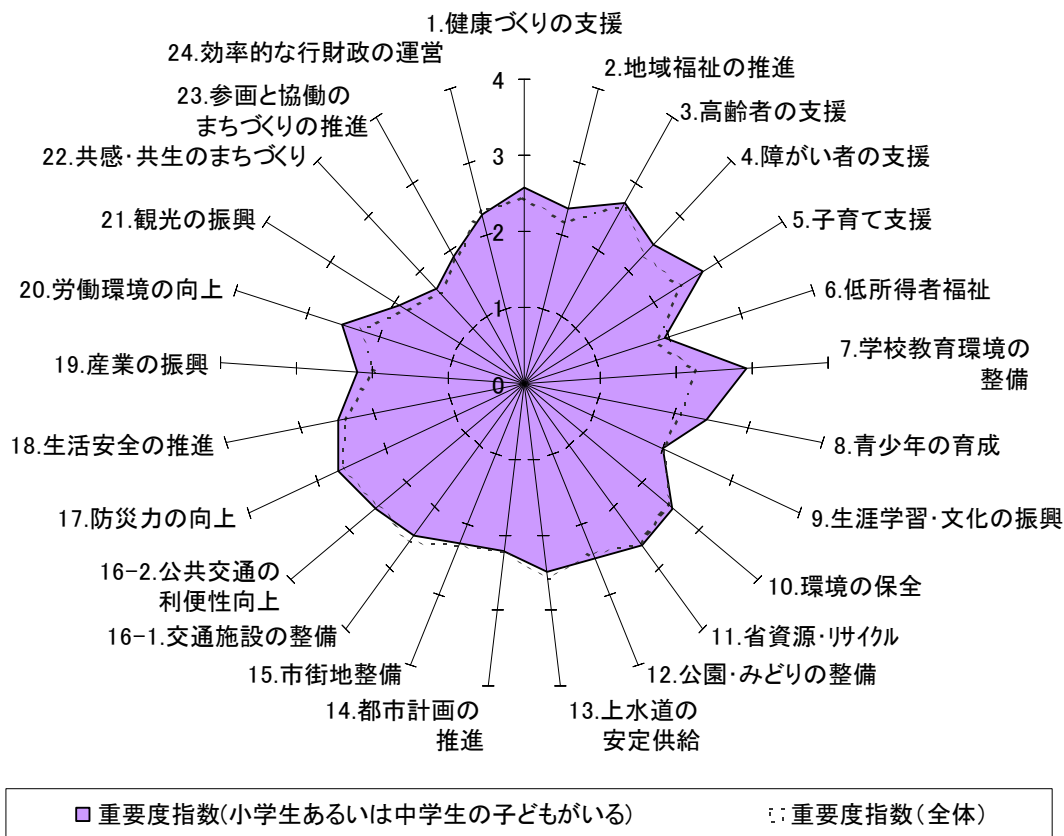 1.健康づくりの支援
2.地域福祉の推進
3.高齢者の支援
4.障がい者の支援
5.子育て支援
6.低所得者福祉
7.学校教育環境の
整備
8.青少年の育成
9.生涯学習・文化の振興
10.環境の保全
11.省資源・リサイクル
12.公園・みどりの整備
13.上水道の
安定供給
14.都市計画の
推進
15.市街地整備
16-1.交通施設の整備
16-2.公共交通の
利便性向上
17.防災力の向上
18.生活安全の推進
19.産業の振興
20.労働環境の向上
21.観光の振興
22.共感・共生のまちづくり
23.参画と協働の
まちづくりの推進
24.効率的な行財政の運営
4
3
2
1
0
重要度指数(小学生あるいは中学生の子どもがいる)
重要度指数(全体)